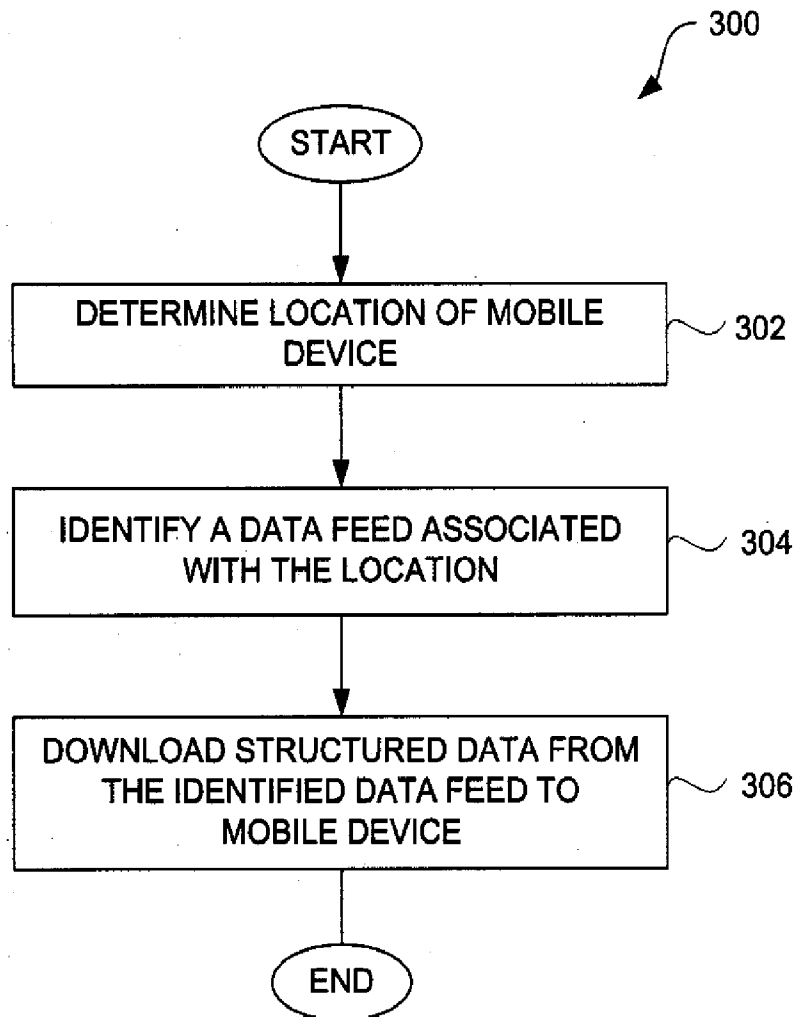 300
START
DETERMINE LOCATION OF MOBILE
DEVICE
302
IDENTIFY A DATA FEED ASSOCIATED
WITH THE LOCATION
304
DOWNLOAD STRUCTURED DATA FROM
THE IDENTIFIED DATA FEED TO
MOBILE DEVICE
306
END